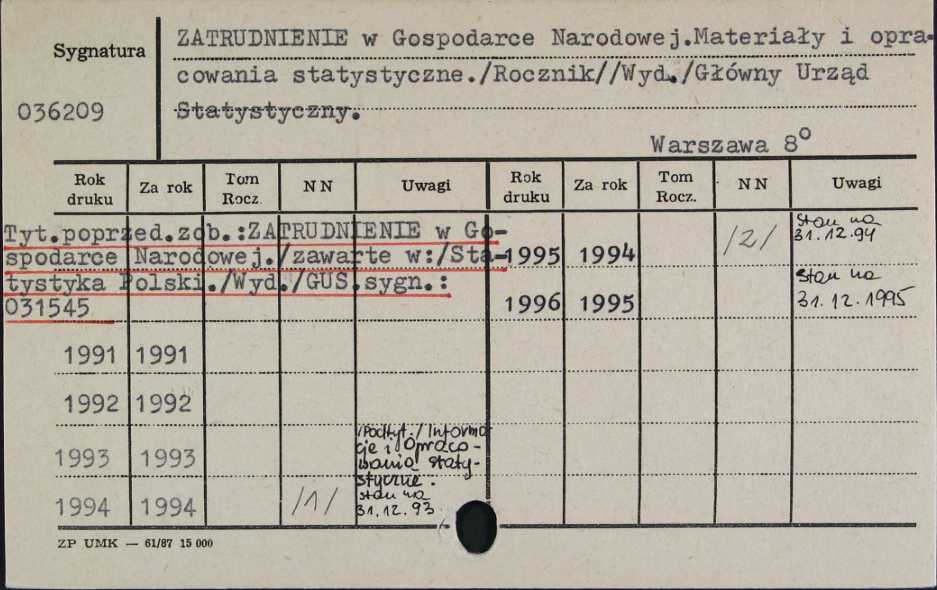 Sygnatura
036209
ZATRUDNIENIE w Gospodarce Narodowej.Materiały i opra-
cowania statystyczne./Rocznik//Wyd./Główny Urząd
Statystyczny.
Warszawa 8°
Rok druku Za rok Tom Rocz. NN Uwagi Rok druku Za rok Tom Rocz. NN Uwagi
Tyt.poprzed.zob.:ZATRUDNIENIE w Go-
spodarce Narodowej./zawarte w:/Sta-
tystyka Polski./Wyd./GUS.sygn.:
031545
1991 1991
1992 1992
1993 1993 /Podtyt./ Informa
cje i Opraco-
wania staty-
styczne.
1994 1994 /1/ stan na
31.12.93
1995 1994 /2/ stan na
31.12.94
1996 1995 stan na
31.12.1995
ZP UMK — 61/87 15 000